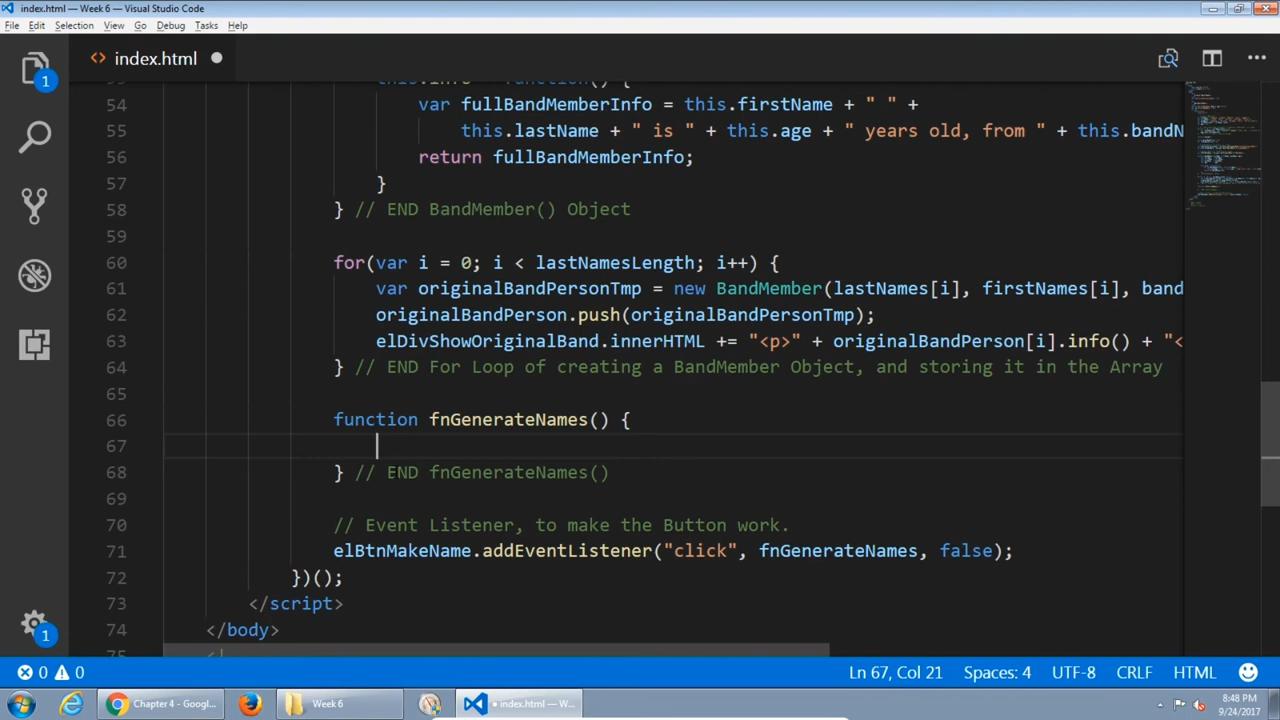 index.html — Week 6 — Visual Studio Code
File Edit Selection View Go Debug Tasks Help
index.html
1
54 var fullBandMemberInfo = this.firstName + " " +
55 this.lastName + " is " + this.age + " years old, from " + this.bandN
56 return fullBandMemberInfo;
57 }
58 } // END BandMember() Object
59
60 for(var i = 0; i < lastNamesLength; i++) {
61 var originalBandPersonTmp = new BandMember(lastNames[i], firstNames[i], band
62 originalBandPerson.push(originalBandPersonTmp);
63 elDivShowOriginalBand.innerHTML += "<p>" + originalBandPerson[i].info() + "<
64 } // END For Loop of creating a BandMember Object, and storing it in the Array
65
66 function fnGenerateNames() {
67
68 } // END fnGenerateNames()
69
70 // Event Listener, to make the Button work.
71 elBtnMakeName.addEventListener("click", fnGenerateNames, false);
72 })();
73 </script>
74 </body>
1
0 0 Ln 67, Col 21 Spaces: 4 UTF-8 CRLF HTML
Chapter 4 - Googl... Week 6 index.html — W...
8:48 PM
9/24/2017